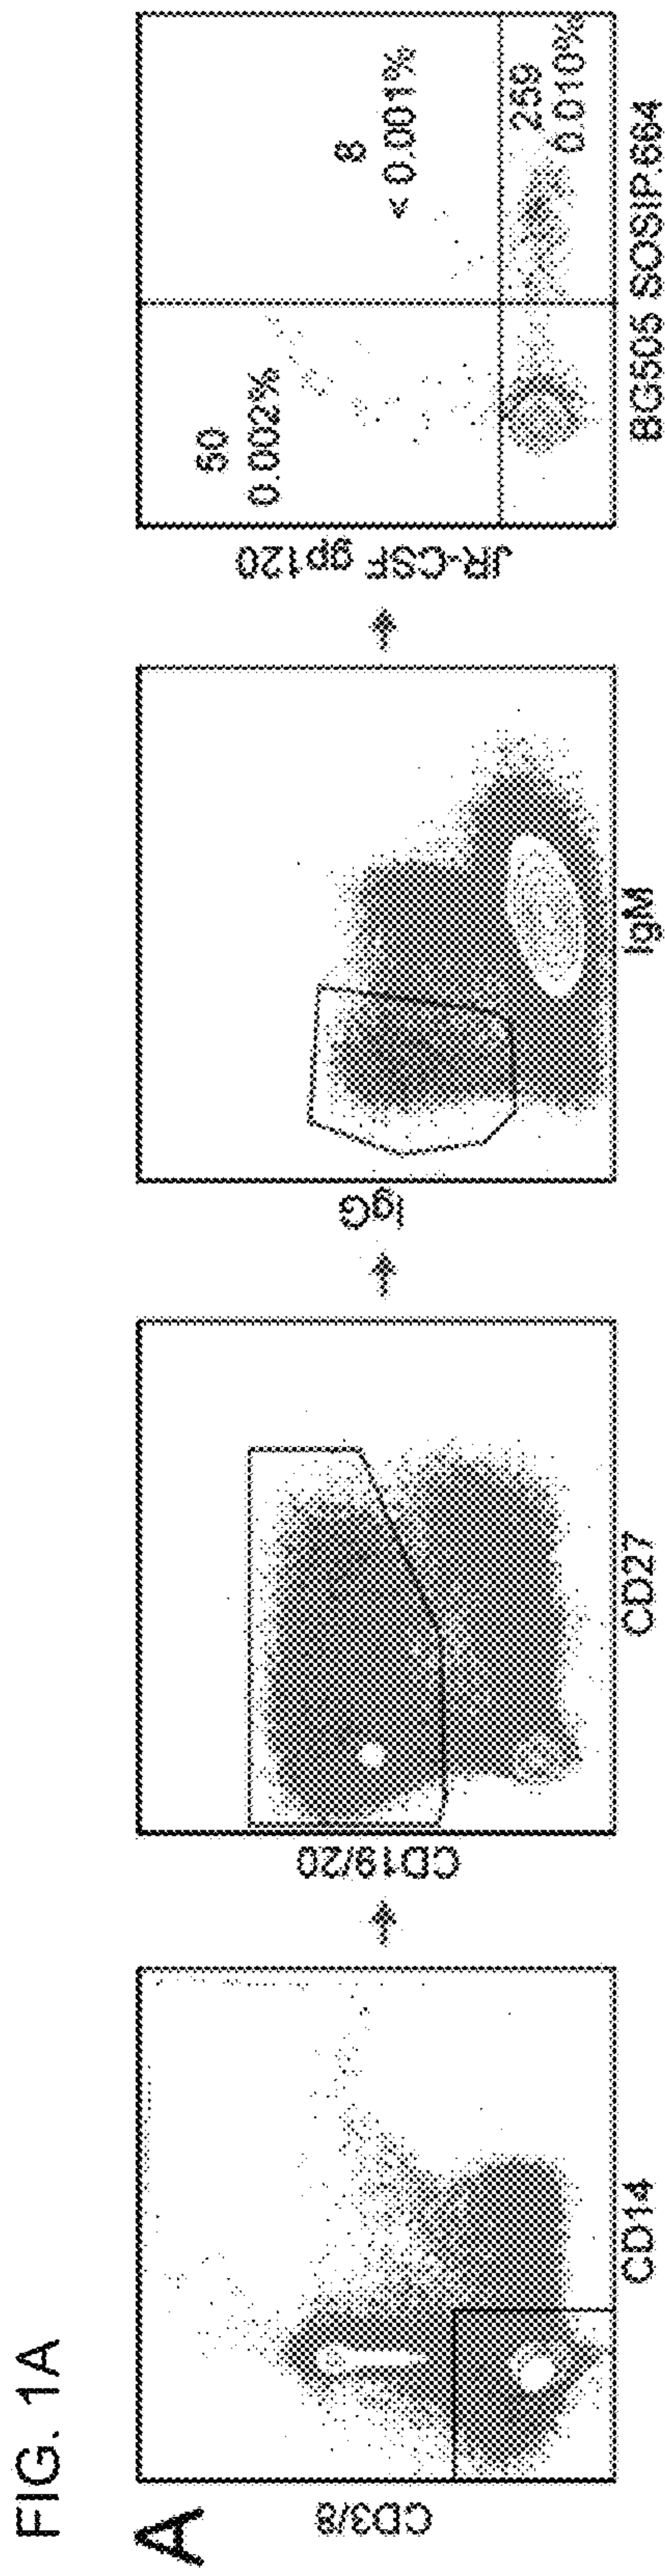 FIG. 1A
A
CD3/8
CD14
CD19/20
CD27
IgG
IgM
JR-CSF gp120
50
0.002%
8
< 0.001%
259
0.010%
BG505 SOSIP.664